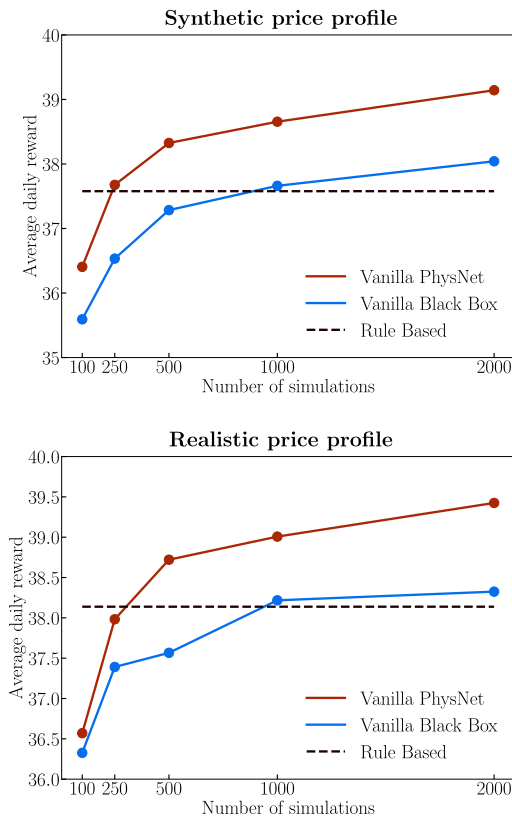 Synthetic price profile
40
39
38
37
36
35
Average daily reward
Vanilla PhysNet
Vanilla Black Box
Rule Based
100 250 500 1000 2000
Number of simulations
Realistic price profile
40.0
39.5
39.0
38.5
38.0
37.5
37.0
36.5
36.0
Average daily reward
Vanilla PhysNet
Vanilla Black Box
Rule Based
100 250 500 1000 2000
Number of simulations